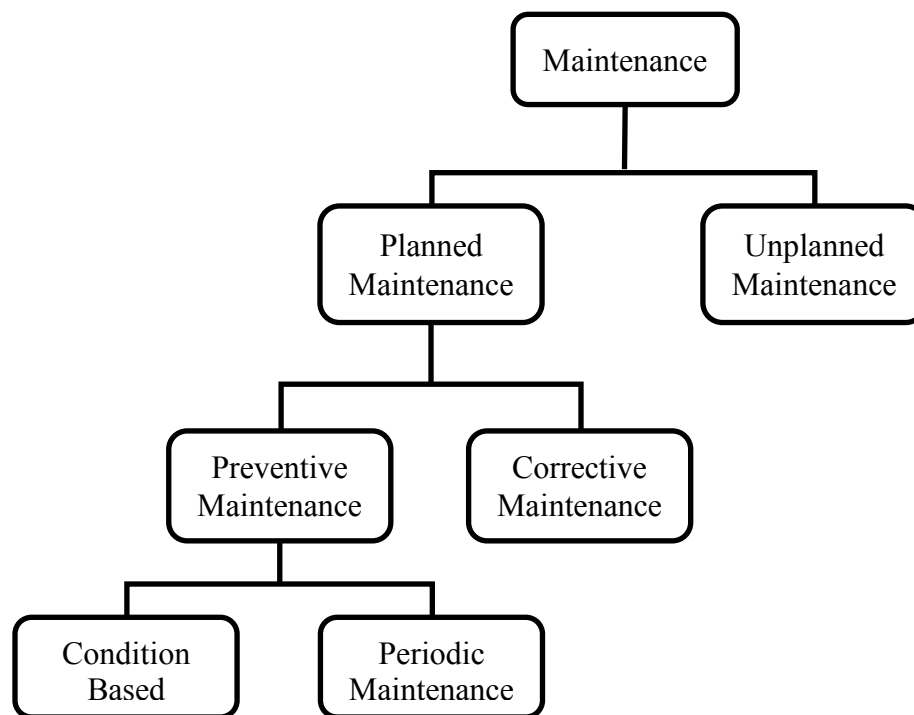 Maintenance
Planned
Maintenance
Unplanned
Maintenance
Preventive
Maintenance
Corrective
Maintenance
Condition
Based
Periodic
Maintenance